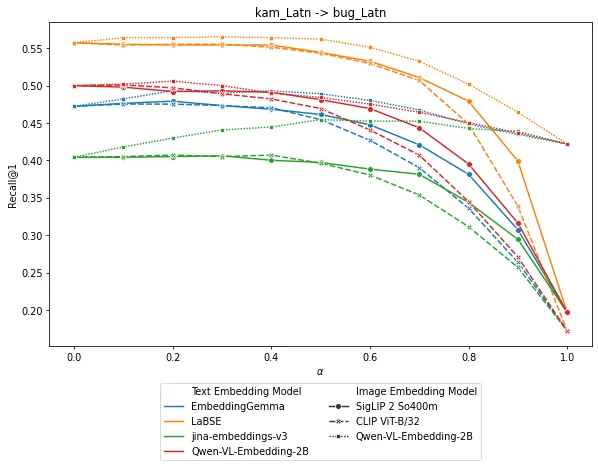 kam_Latn -> bug_Latn
Recall@1
0.55
0.50
0.45
0.40
0.35
0.30
0.25
0.20
0.0 0.2 0.4 0.6 0.8 1.0
α
Text Embedding Model Image Embedding Model
EmbeddingGemma SigLIP 2 So400m
LaBSE CLIP ViT-B/32
jina-embeddings-v3 Qwen-VL-Embedding-2B
Qwen-VL-Embedding-2B